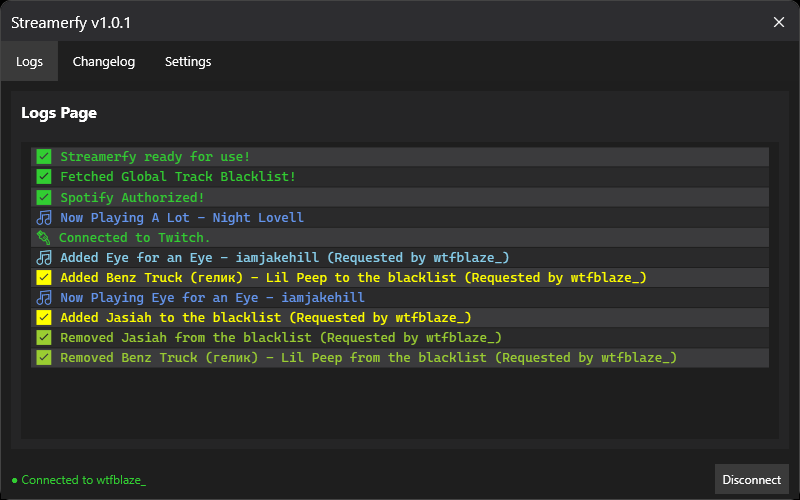 Streamerfy v1.0.1
Logs Changelog Settings
Logs Page
Streamerfy ready for use!
Fetched Global Track Blacklist!
Spotify Authorized!
Now Playing A Lot - Night Lovell
Connected to Twitch.
Added Eye for an Eye - iamjakehill (Requested by wtfblaze_)
Added Benz Truck (гелик) - Lil Peep to the blacklist (Requested by wtfblaze_)
Now Playing Eye for an Eye - iamjakehill
Added Jasiah to the blacklist (Requested by wtfblaze_)
Removed Jasiah from the blacklist (Requested by wtfblaze_)
Removed Benz Truck (гелик) - Lil Peep from the blacklist (Requested by wtfblaze_)
Connected to wtfblaze_
Disconnect